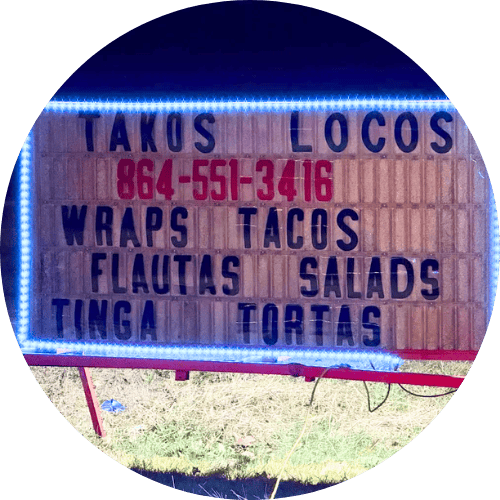 TAKOS LOCOS
864-551-3416
WRAPS TACOS
FLAUTAS SALADS
TINGA TORTAS